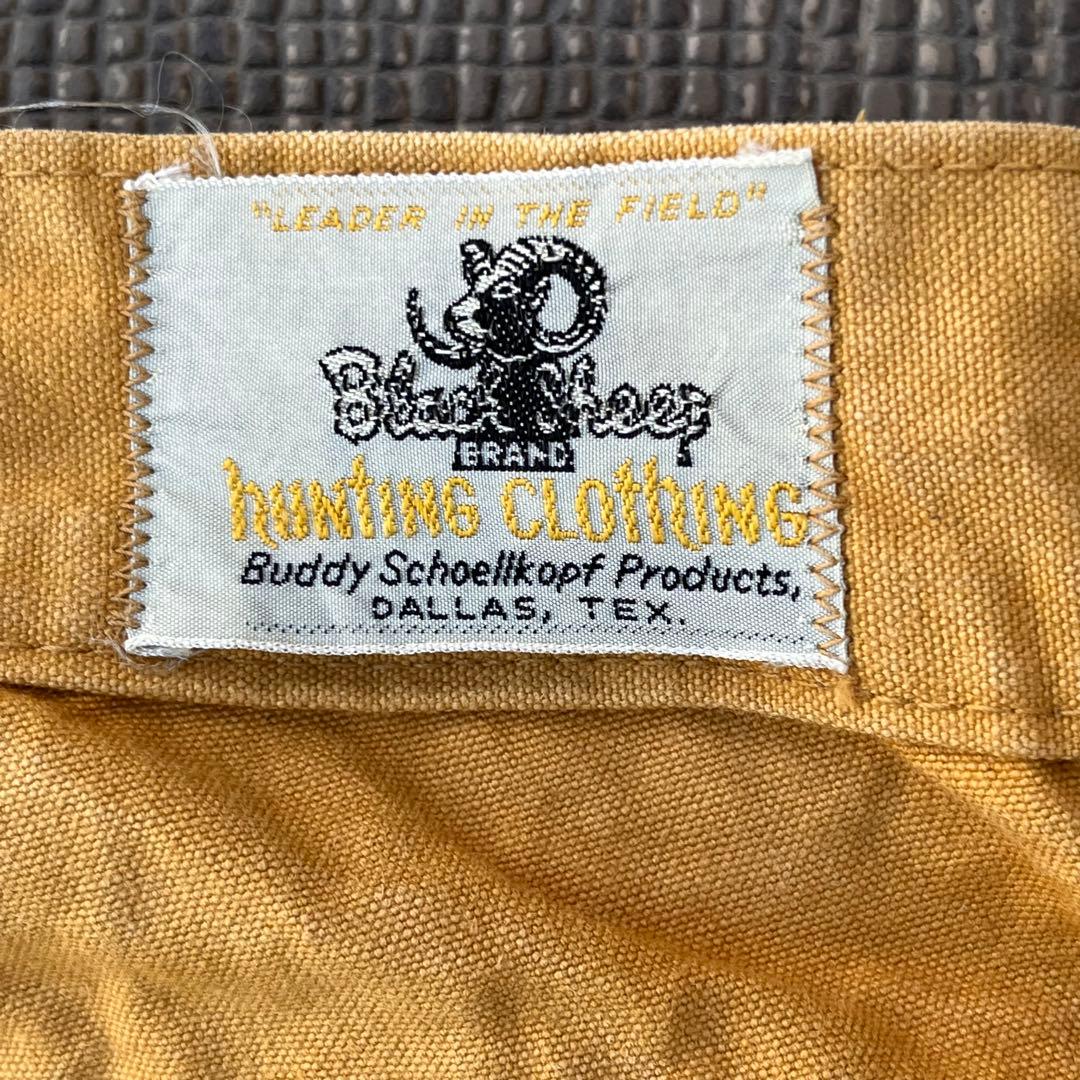 "LEADER IN THE FIELD"
Black Sheep
BRAND
HUNTING CLOTHING
Buddy Schoellkopf Products,
DALLAS, TEX.